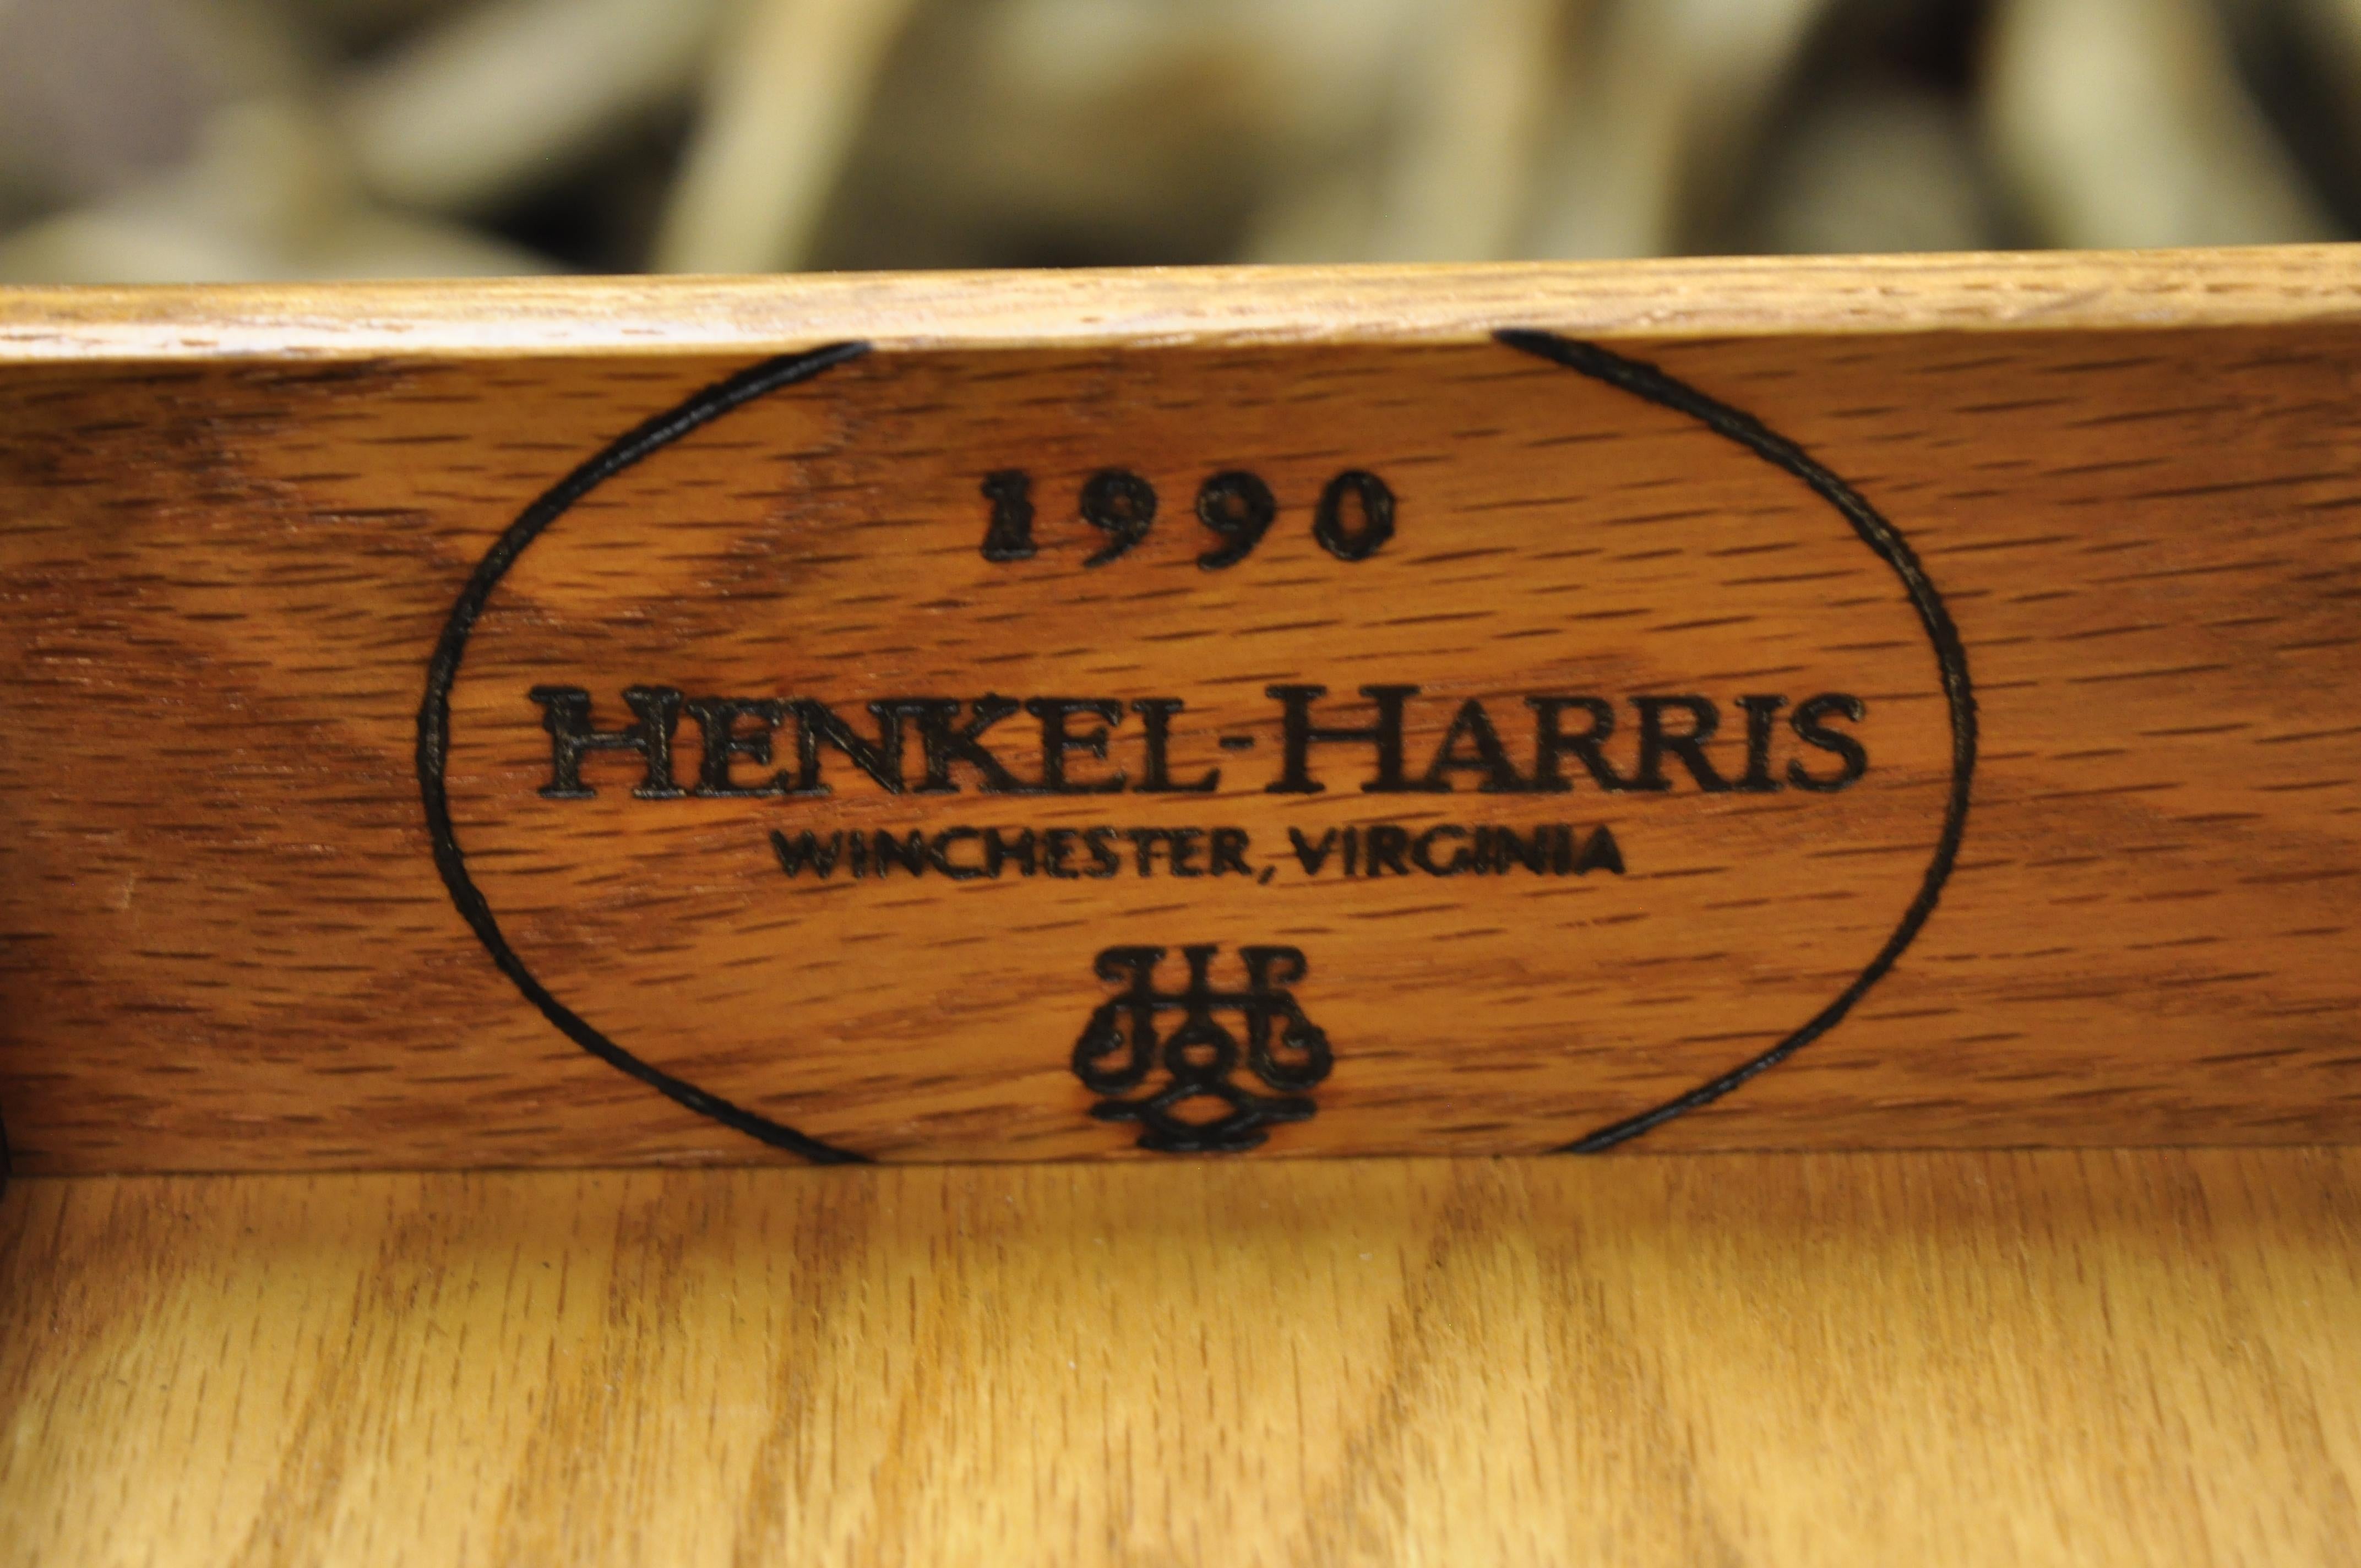 1990
HENKEL-HARRIS
WINCHESTER, VIRGINIA